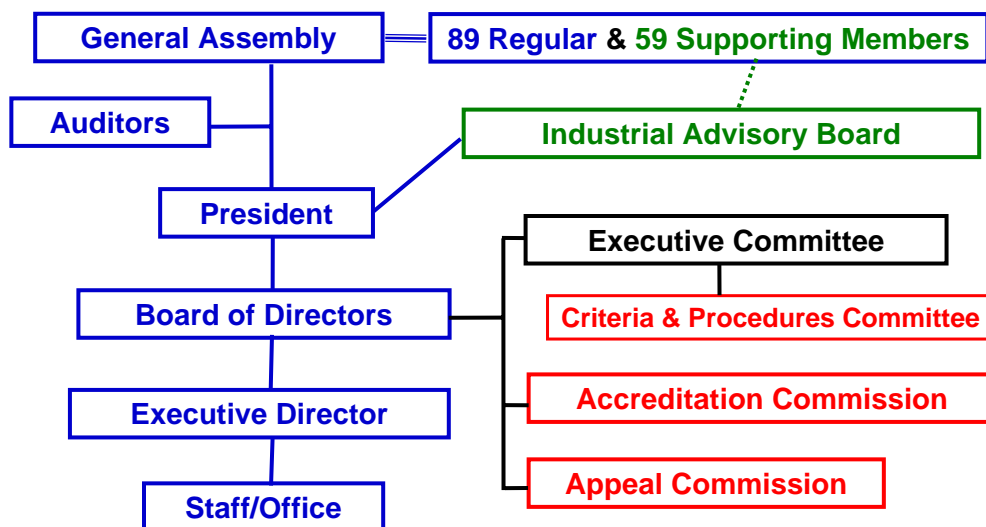 General Assembly
89 Regular & 59 Supporting Members
Auditors
Industrial Advisory Board
President
Executive Committee
Board of Directors
Criteria & Procedures Committee
Executive Director
Accreditation Commission
Appeal Commission
Staff/Office